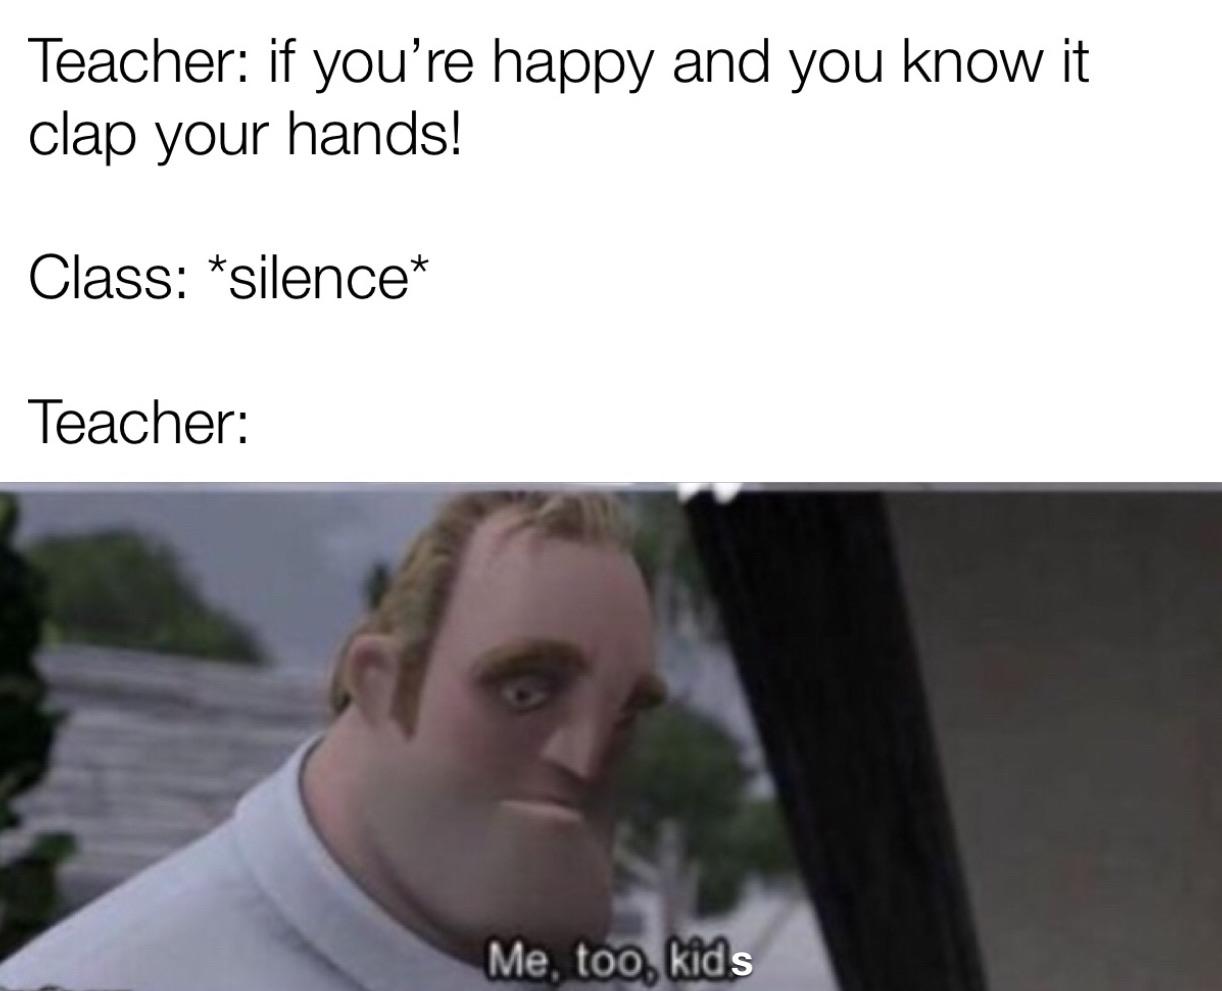 Teacher: if you’re happy and you know it
clap your hands!
Class: *silence*
Teacher:
Me, too, kids